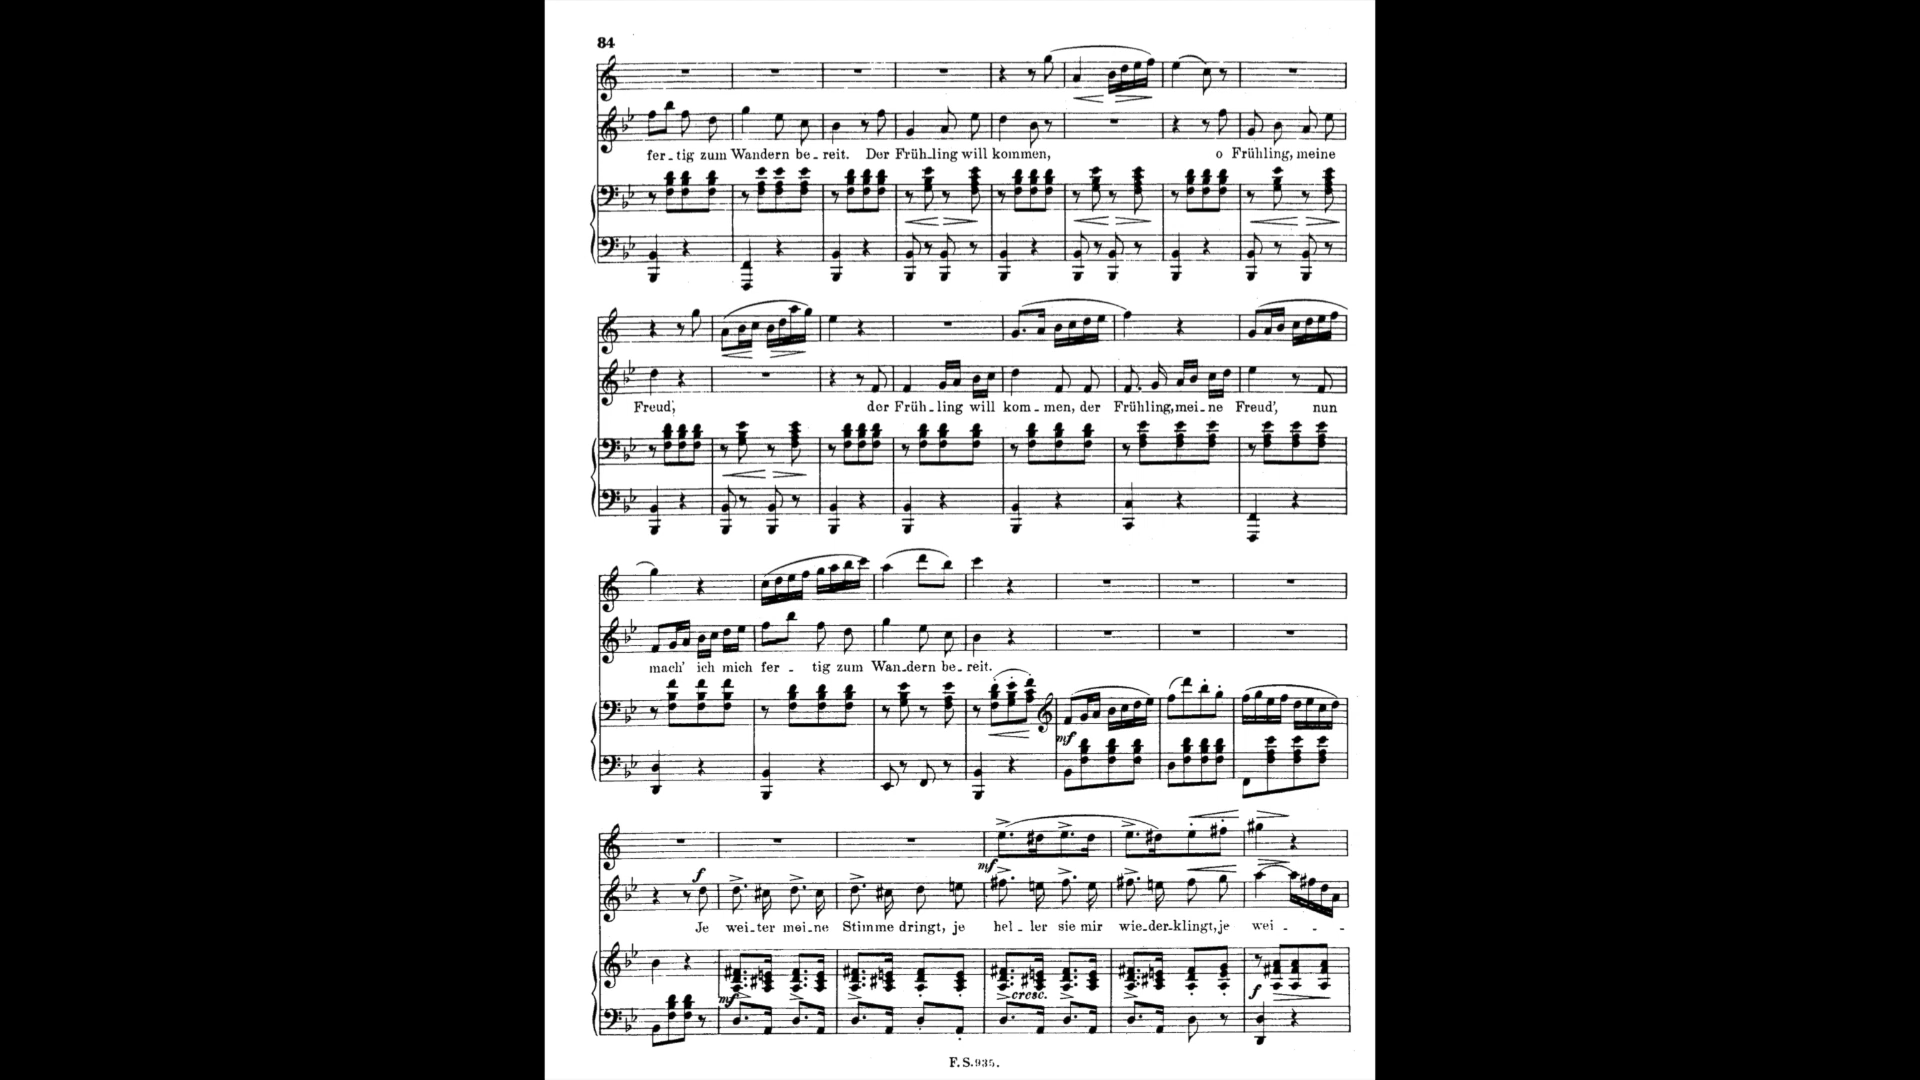 84
fer_tig zum Wandern be_reit. Der Früh_ling will kommen, o Frühling, meine
Freud', der Früh_ling will kom_men, der Frühling, mei_ne Freud', nun
mach' ich mich fer_tig zum Wan_dern be_reit.
mf
f
mf
Je wei_ter mei_ne Stimme dringt, je hel_ler sie mir wie_der_klingt, je wei_
mf cresc. f
F.S.935.